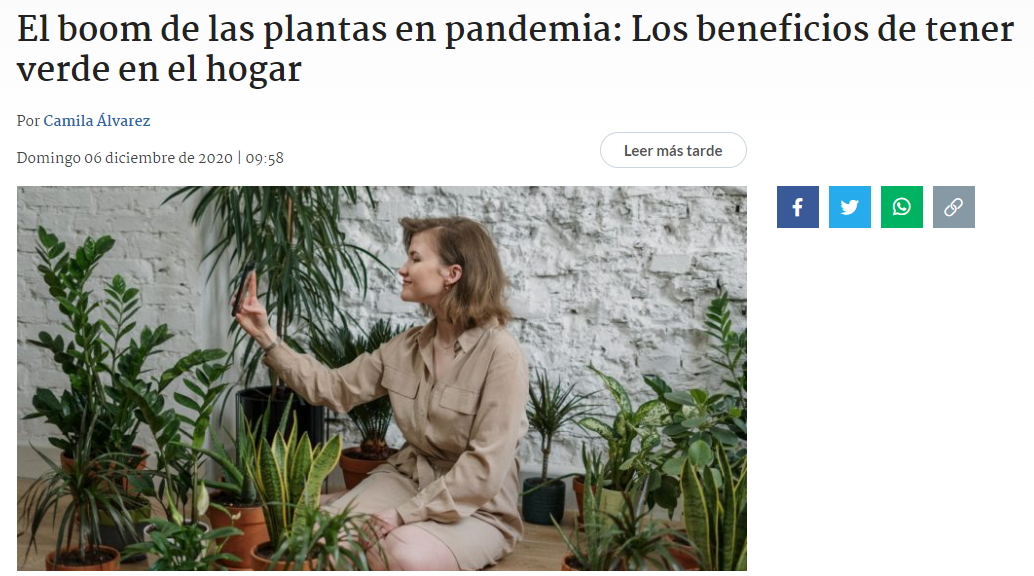 El boom de las plantas en pandemia: Los beneficios de tener
verde en el hogar
Por Camila Álvarez
Domingo 06 diciembre de 2020 | 09:58
Leer más tarde